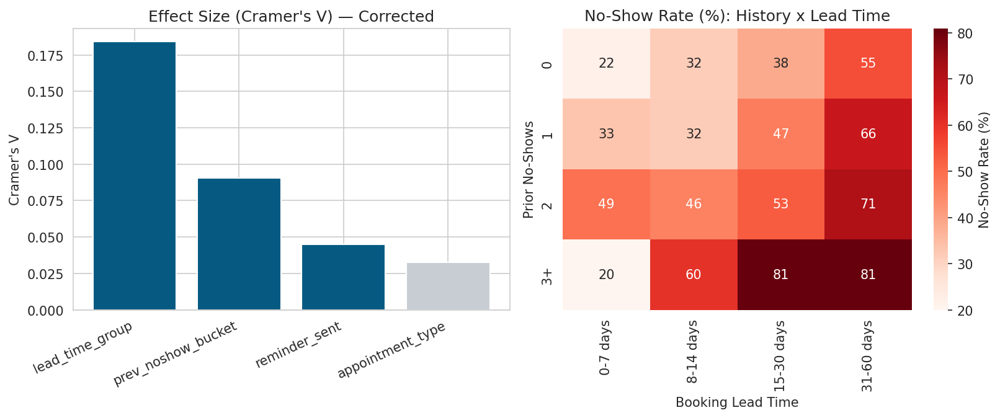 Effect Size (Cramer's V) — Corrected
Cramer's V
0.175
0.150
0.125
0.100
0.075
0.050
0.025
0.000
lead_time_group
prev_noshow_bucket
reminder_sent
appointment_type
No-Show Rate (%): History x Lead Time
Prior No-Shows
0
22 32 38 55
1
33 32 47 66
2
49 46 53 71
3+
20 60 81 81
0-7 days
8-14 days
15-30 days
31-60 days
Booking Lead Time
80
70
60
50
40
30
20
No-Show Rate (%)